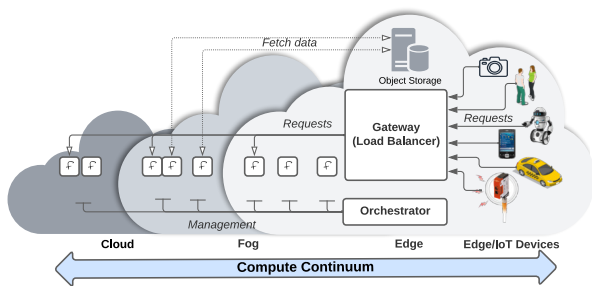 Fetch data
Object Storage
Requests
Gateway
(Load Balancer)
Requests
Orchestrator
Management
Cloud
Fog
Edge
Edge/IoT Devices
Compute Continuum